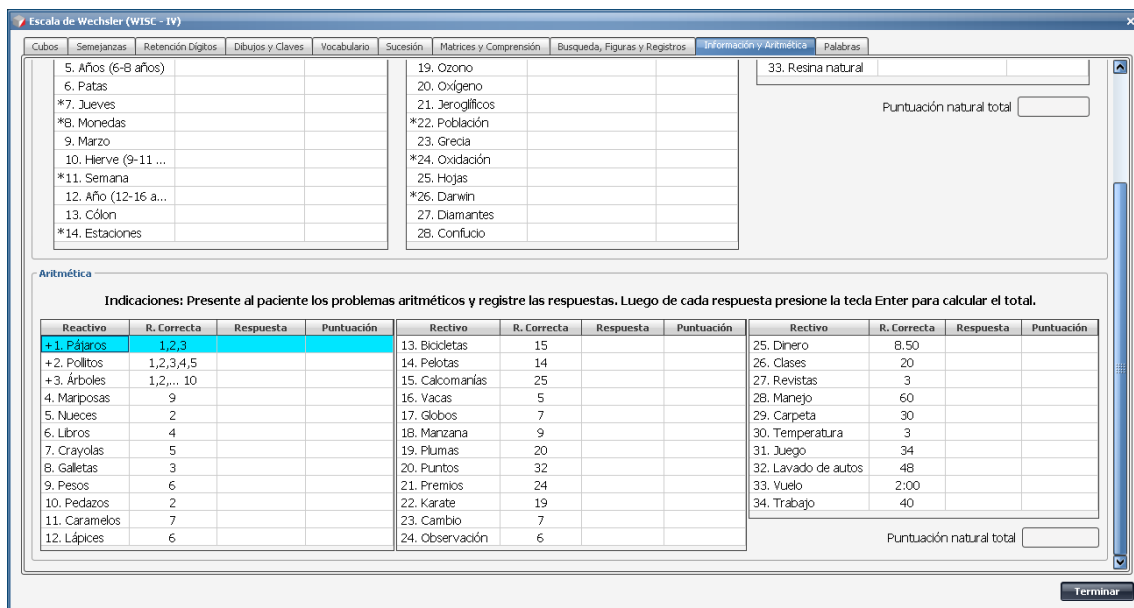 Escala de Wechsler (WISC - IV)
Cubos Semejanzas Retención Dígitos Dibujos y Claves Vocabulario Sucesión Matrices y Comprensión Busqueda, Figuras y Registros Información y Aritmética Palabras
5. Años (6-8 años)
6. Patas
*7. Jueves
*8. Monedas
9. Marzo
10. Hierve (9-11 ...
*11. Semana
12. Año (12-16 a...
13. Cólon
*14. Estaciones
19. Ozono
20. Oxígeno
21. Jeroglíficos
*22. Población
23. Grecia
*24. Oxidación
25. Hojas
*26. Darwin
27. Diamantes
28. Confucio
33. Resina natural
Puntuación natural total
Aritmética
Indicaciones: Presente al paciente los problemas aritméticos y registre las respuestas. Luego de cada respuesta presione la tecla Enter para calcular el total.
Reactivo R. Correcta Respuesta Puntuación
+1. Pájaros 1,2,3
+2. Pollitos 1,2,3,4,5
+3. Árboles 1,2,... 10
4. Mariposas 9
5. Nueces 2
6. Libros 4
7. Crayolas 5
8. Galletas 3
9. Pesos 6
10. Pedazos 2
11. Caramelos 7
12. Lápices 6
Rectivo R. Correcta Respuesta Puntuación
13. Bicicletas 15
14. Pelotas 14
15. Calcomanías 25
16. Vacas 5
17. Globos 7
18. Manzana 9
19. Plumas 20
20. Puntos 32
21. Premios 24
22. Karate 19
23. Cambio 7
24. Observación 6
Rectivo R. Correcta Respuesta Puntuación
25. Dinero 8.50
26. Clases 20
27. Revistas 3
28. Manejo 60
29. Carpeta 30
30. Temperatura 3
31. Juego 34
32. Lavado de autos 48
33. Vuelo 2:00
34. Trabajo 40
Puntuación natural total
Terminar